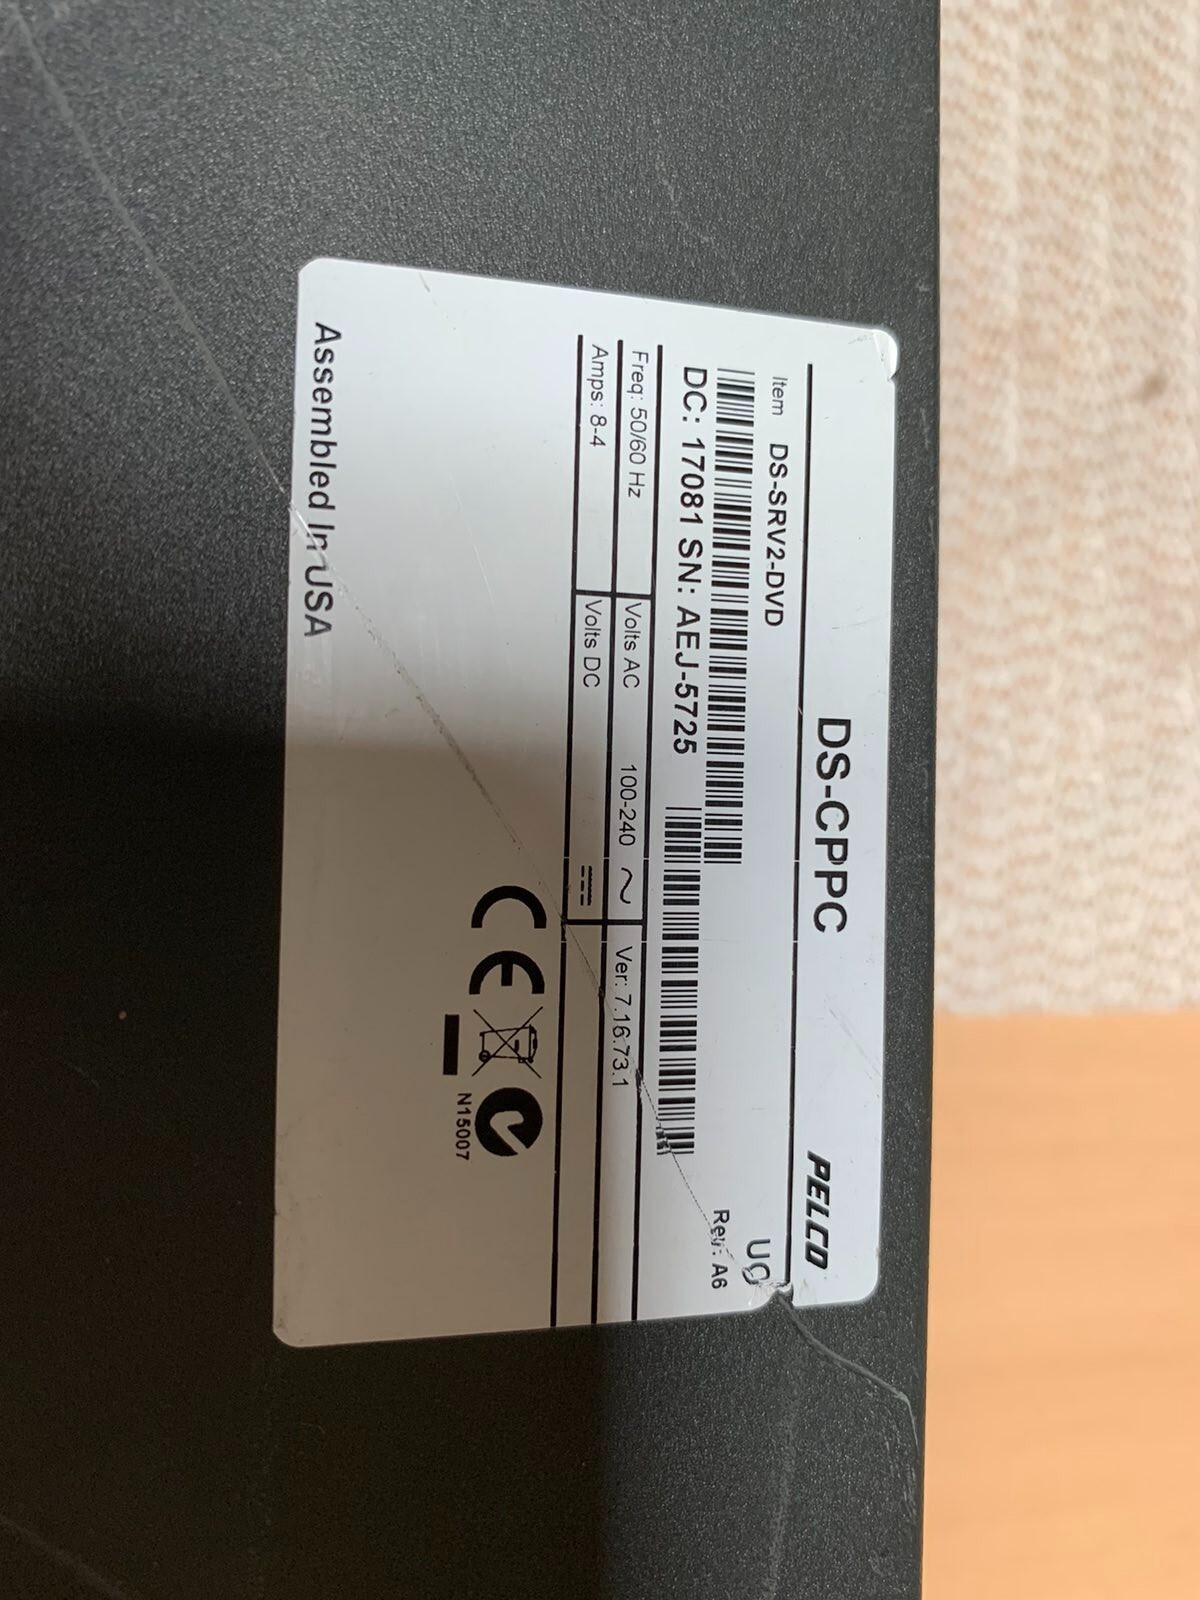 DS-CPPC PELCO
Item DS-SRV2-DVD
DC: 17081 SN: AEJ-5725 Rev: A6
Freq: 50/60 Hz Volts AC 100-240 ~ Ver: 7.16.73.1
Amps: 8-4 Volts DC
CE
N15007
Assembled In USA